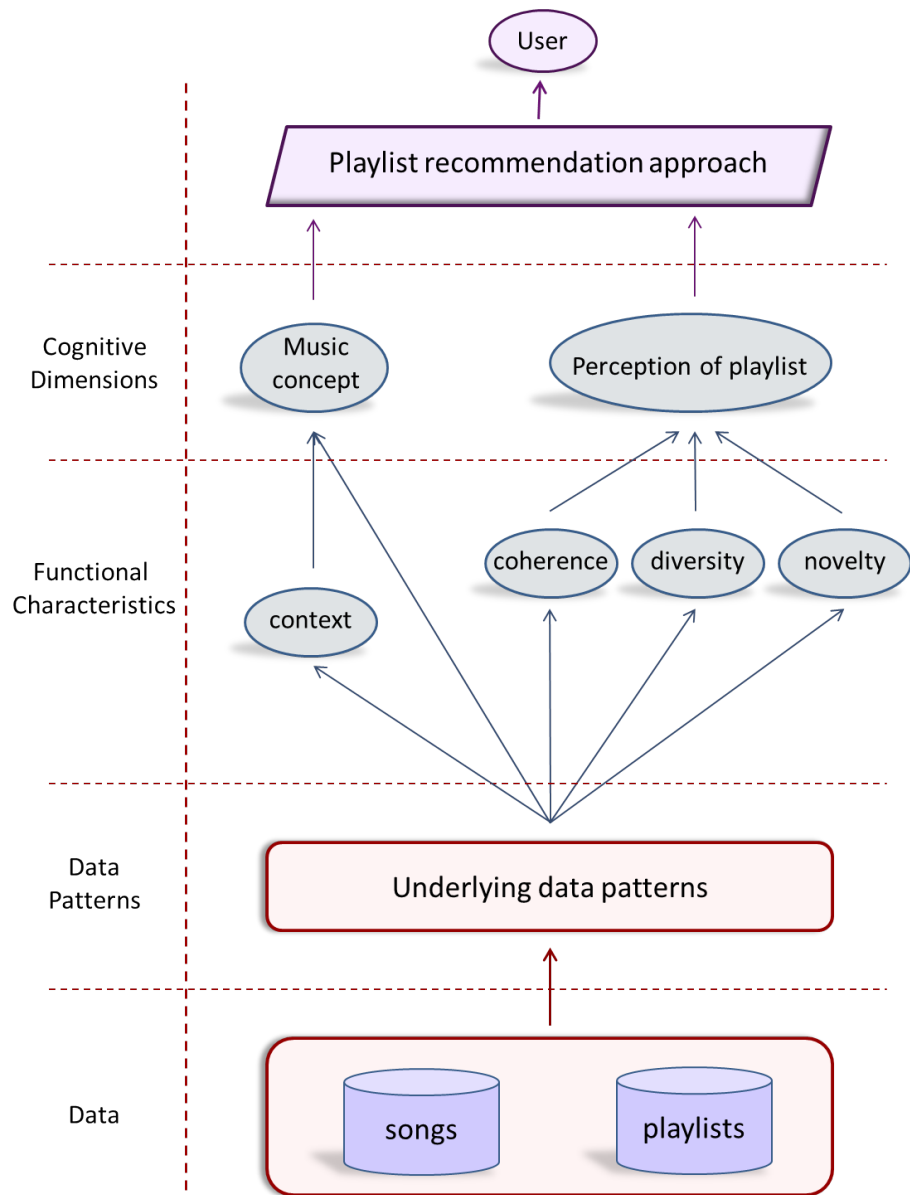 User
Playlist recommendation approach
Cognitive
Dimensions
Music
concept
Perception of playlist
Functional
Characteristics
coherence
diversity
novelty
context
Data
Patterns
Underlying data patterns
Data
songs
playlists